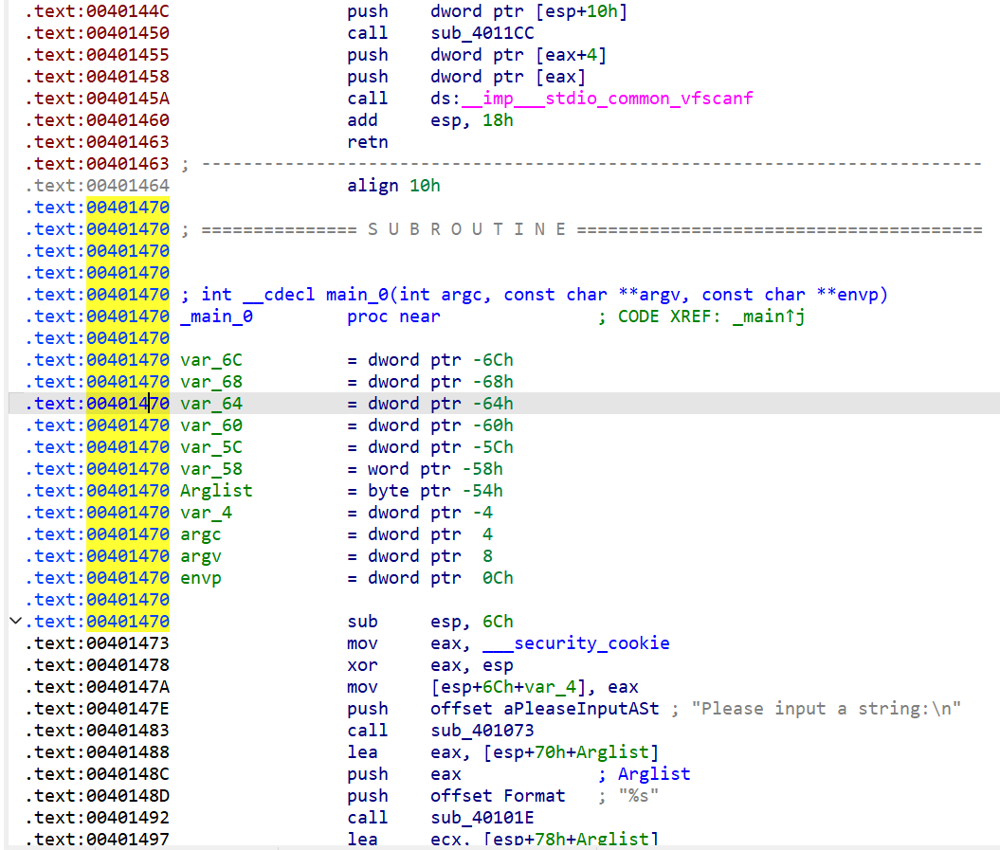 .text:0040144C push dword ptr [esp+10h]
.text:00401450 call sub_4011CC
.text:00401455 push dword ptr [eax+4]
.text:00401458 push dword ptr [eax]
.text:0040145A call ds:__imp___stdio_common_vfscanf
.text:00401460 add esp, 18h
.text:00401463 retn
.text:00401463 ; ---------------------------------------------------------------------------
.text:00401464 align 10h
.text:00401470
.text:00401470 ; =============== S U B R O U T I N E =======================================
.text:00401470
.text:00401470
.text:00401470 ; int __cdecl main_0(int argc, const char **argv, const char **envp)
.text:00401470 _main_0 proc near ; CODE XREF: _main↑j
.text:00401470
.text:00401470 var_6C = dword ptr -6Ch
.text:00401470 var_68 = dword ptr -68h
.text:00401470 var_64 = dword ptr -64h
.text:00401470 var_60 = dword ptr -60h
.text:00401470 var_5C = dword ptr -5Ch
.text:00401470 var_58 = word ptr -58h
.text:00401470 Arglist = byte ptr -54h
.text:00401470 var_4 = dword ptr -4
.text:00401470 argc = dword ptr 4
.text:00401470 argv = dword ptr 8
.text:00401470 envp = dword ptr 0Ch
.text:00401470
.text:00401470 sub esp, 6Ch
.text:00401473 mov eax, ___security_cookie
.text:00401478 xor eax, esp
.text:0040147A mov [esp+6Ch+var_4], eax
.text:0040147E push offset aPleaseInputASt ; "Please input a string:\n"
.text:00401483 call sub_401073
.text:00401488 lea eax, [esp+70h+Arglist]
.text:0040148C push eax ; Arglist
.text:0040148D push offset Format ; "%s"
.text:00401492 call sub_40101E
.text:00401497 lea ecx, [esp+78h+Arglist]